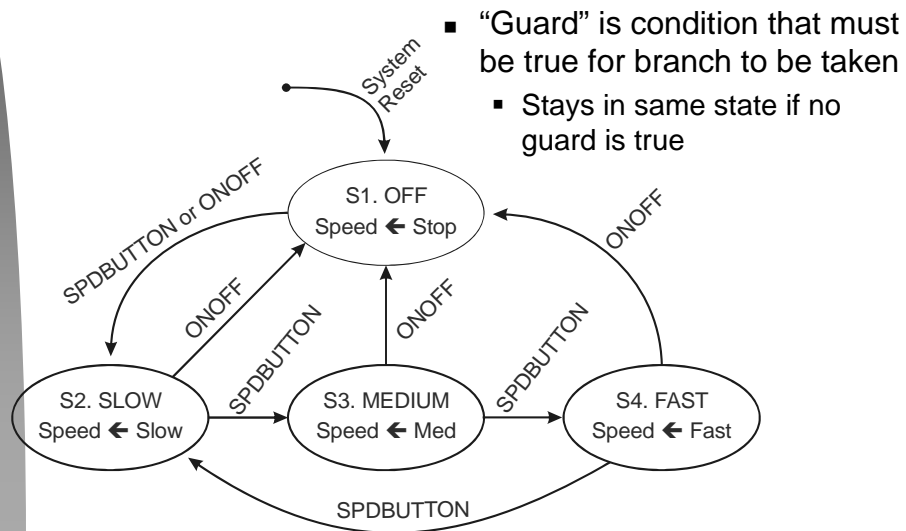 ▪ “Guard” is condition that must
be true for branch to be taken
▪ Stays in same state if no
guard is true
System
Reset
S1. OFF
Speed 🡸 Stop
SPDBUTTON or ONOFF
ONOFF
ONOFF
ONOFF
SPDBUTTON
SPDBUTTON
S2. SLOW
Speed 🡸 Slow
S3. MEDIUM
Speed 🡸 Med
S4. FAST
Speed 🡸 Fast
SPDBUTTON